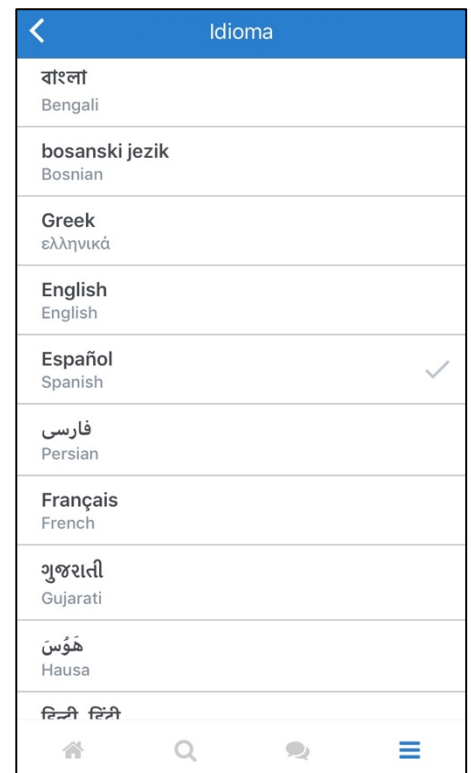 Idioma
বাংলা
Bengali
bosanski jezik
Bosnian
Greek
ελληνικά
English
English
Español
Spanish
فارسی
Persian
Français
French
ગુજરાતી
Gujarati
هَوُسَ
Hausa
हिन्दी, हिंदी